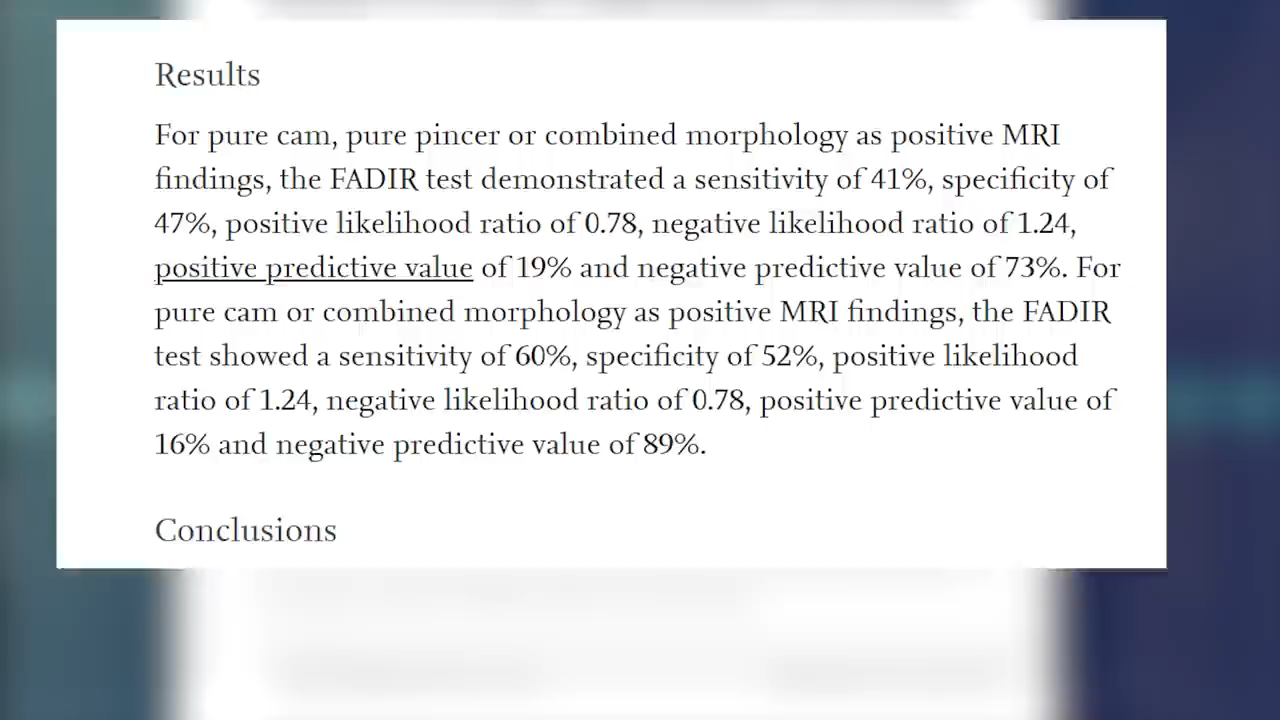 Results
For pure cam, pure pincer or combined morphology as positive MRI
findings, the FADIR test demonstrated a sensitivity of 41%, specificity of
47%, positive likelihood ratio of 0.78, negative likelihood ratio of 1.24,
positive predictive value of 19% and negative predictive value of 73%. For
pure cam or combined morphology as positive MRI findings, the FADIR
test showed a sensitivity of 60%, specificity of 52%, positive likelihood
ratio of 1.24, negative likelihood ratio of 0.78, positive predictive value of
16% and negative predictive value of 89%.
Conclusions